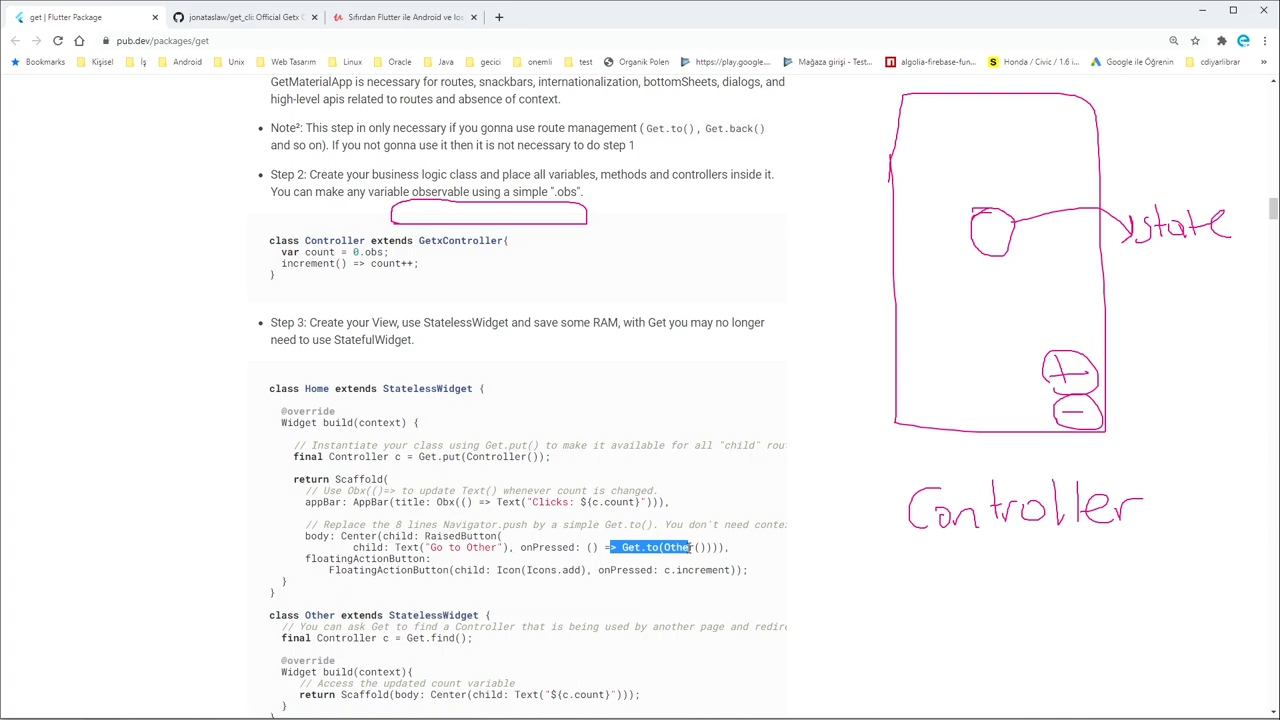 get | Flutter Package
jonataslaw/get_cli: Official Getx C
Sıfırdan Flutter ile Android ve Ios
pub.dev/packages/get
Bookmarks Kişisel İş Android Unix Web Tasarım Linux Oracle Java gecici onemli test Organik Polen https://play.google.... Mağaza girişi - Test... algolia-firebase-fun... Honda / Civic / 1.6 i... Google ile Öğrenin cdiyarlibrar »
GetMaterialApp is necessary for routes, snackbars, internationalization, bottomSheets, dialogs, and
high-level apis related to routes and absence of context.
• Note²: This step in only necessary if you gonna use route management ( Get.to(), Get.back()
and so on). If you not gonna use it then it is not necessary to do step 1
• Step 2: Create your business logic class and place all variables, methods and controllers inside it.
You can make any variable observable using a simple ".obs".
class Controller extends GetxController{
var count = 0.obs;
increment() => count++;
}
• Step 3: Create your View, use StatelessWidget and save some RAM, with Get you may no longer
need to use StatefulWidget.
class Home extends StatelessWidget {
@override
Widget build(context) {
// Instantiate your class using Get.put() to make it available for all "child" rou
final Controller c = Get.put(Controller());
return Scaffold(
// Use Obx(()=> to update Text() whenever count is changed.
appBar: AppBar(title: Obx(() => Text("Clicks: ${c.count}"))),
// Replace the 8 lines Navigator.push by a simple Get.to(). You don't need conte
body: Center(child: RaisedButton(
child: Text("Go to Other"), onPressed: () => Get.to(Other()))),
floatingActionButton:
FloatingActionButton(child: Icon(Icons.add), onPressed: c.increment));
}
}
class Other extends StatelessWidget {
// You can ask Get to find a Controller that is being used by another page and redire
final Controller c = Get.find();
@override
Widget build(context){
// Access the updated count variable
return Scaffold(body: Center(child: Text("${c.count}")));
}
}
state
+
−
Controller